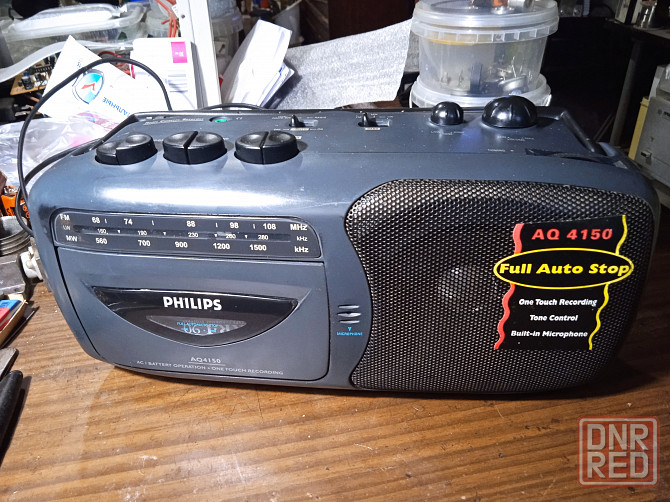 FM 68 74 88 98 108 MHz
LW 150 190 230 260 280 kHz
MW 560 700 900 1200 1500 kHz
PHILIPS
MICROPHONE
AQ4150
AC / BATTERY OPERATION • ONE TOUCH RECORDING
AQ 4150
Full Auto Stop
One Touch Recording
Tone Control
Built-in Microphone
DNR
RED